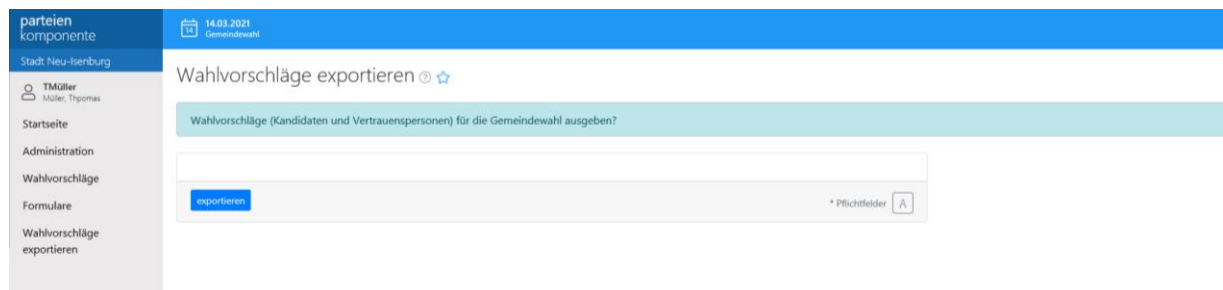 parteien
komponente
Stadt Neu-Isenburg
TMüller
Müller, Thpomas
Startseite
Administration
Wahlvorschläge
Formulare
Wahlvorschläge
exportieren
14
14.03.2021
Gemeindewahl
Wahlvorschläge exportieren ?
Wahlvorschläge (Kandidaten und Vertrauenspersonen) für die Gemeindewahl ausgeben?
exportieren
* Pflichtfelder A